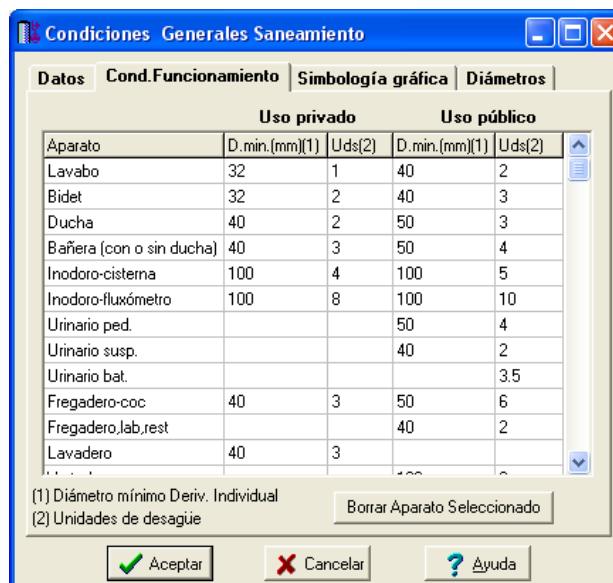 Condiciones  Generales Saneamiento
Datos Cond.Funcionamiento Simbología gráfica Diámetros
Uso privado Uso público
Aparato D.min.(mm)(1) Uds(2) D.min.(mm)(1) Uds(2)
Lavabo 32 1 40 2
Bidet 32 2 40 3
Ducha 40 2 50 3
Bañera (con o sin ducha) 40 3 50 4
Inodoro-cisterna 100 4 100 5
Inodoro-fluxómetro 100 8 100 10
Urinario ped. 50 4
Urinario susp. 40 2
Urinario bat. 3.5
Fregadero-coc 40 3 50 6
Fregadero,lab,rest 40 2
Lavadero 40 3
(1) Diámetro mínimo Deriv. Individual
(2) Unidades de desagüe
Borrar Aparato Seleccionado
Aceptar Cancelar Ayuda